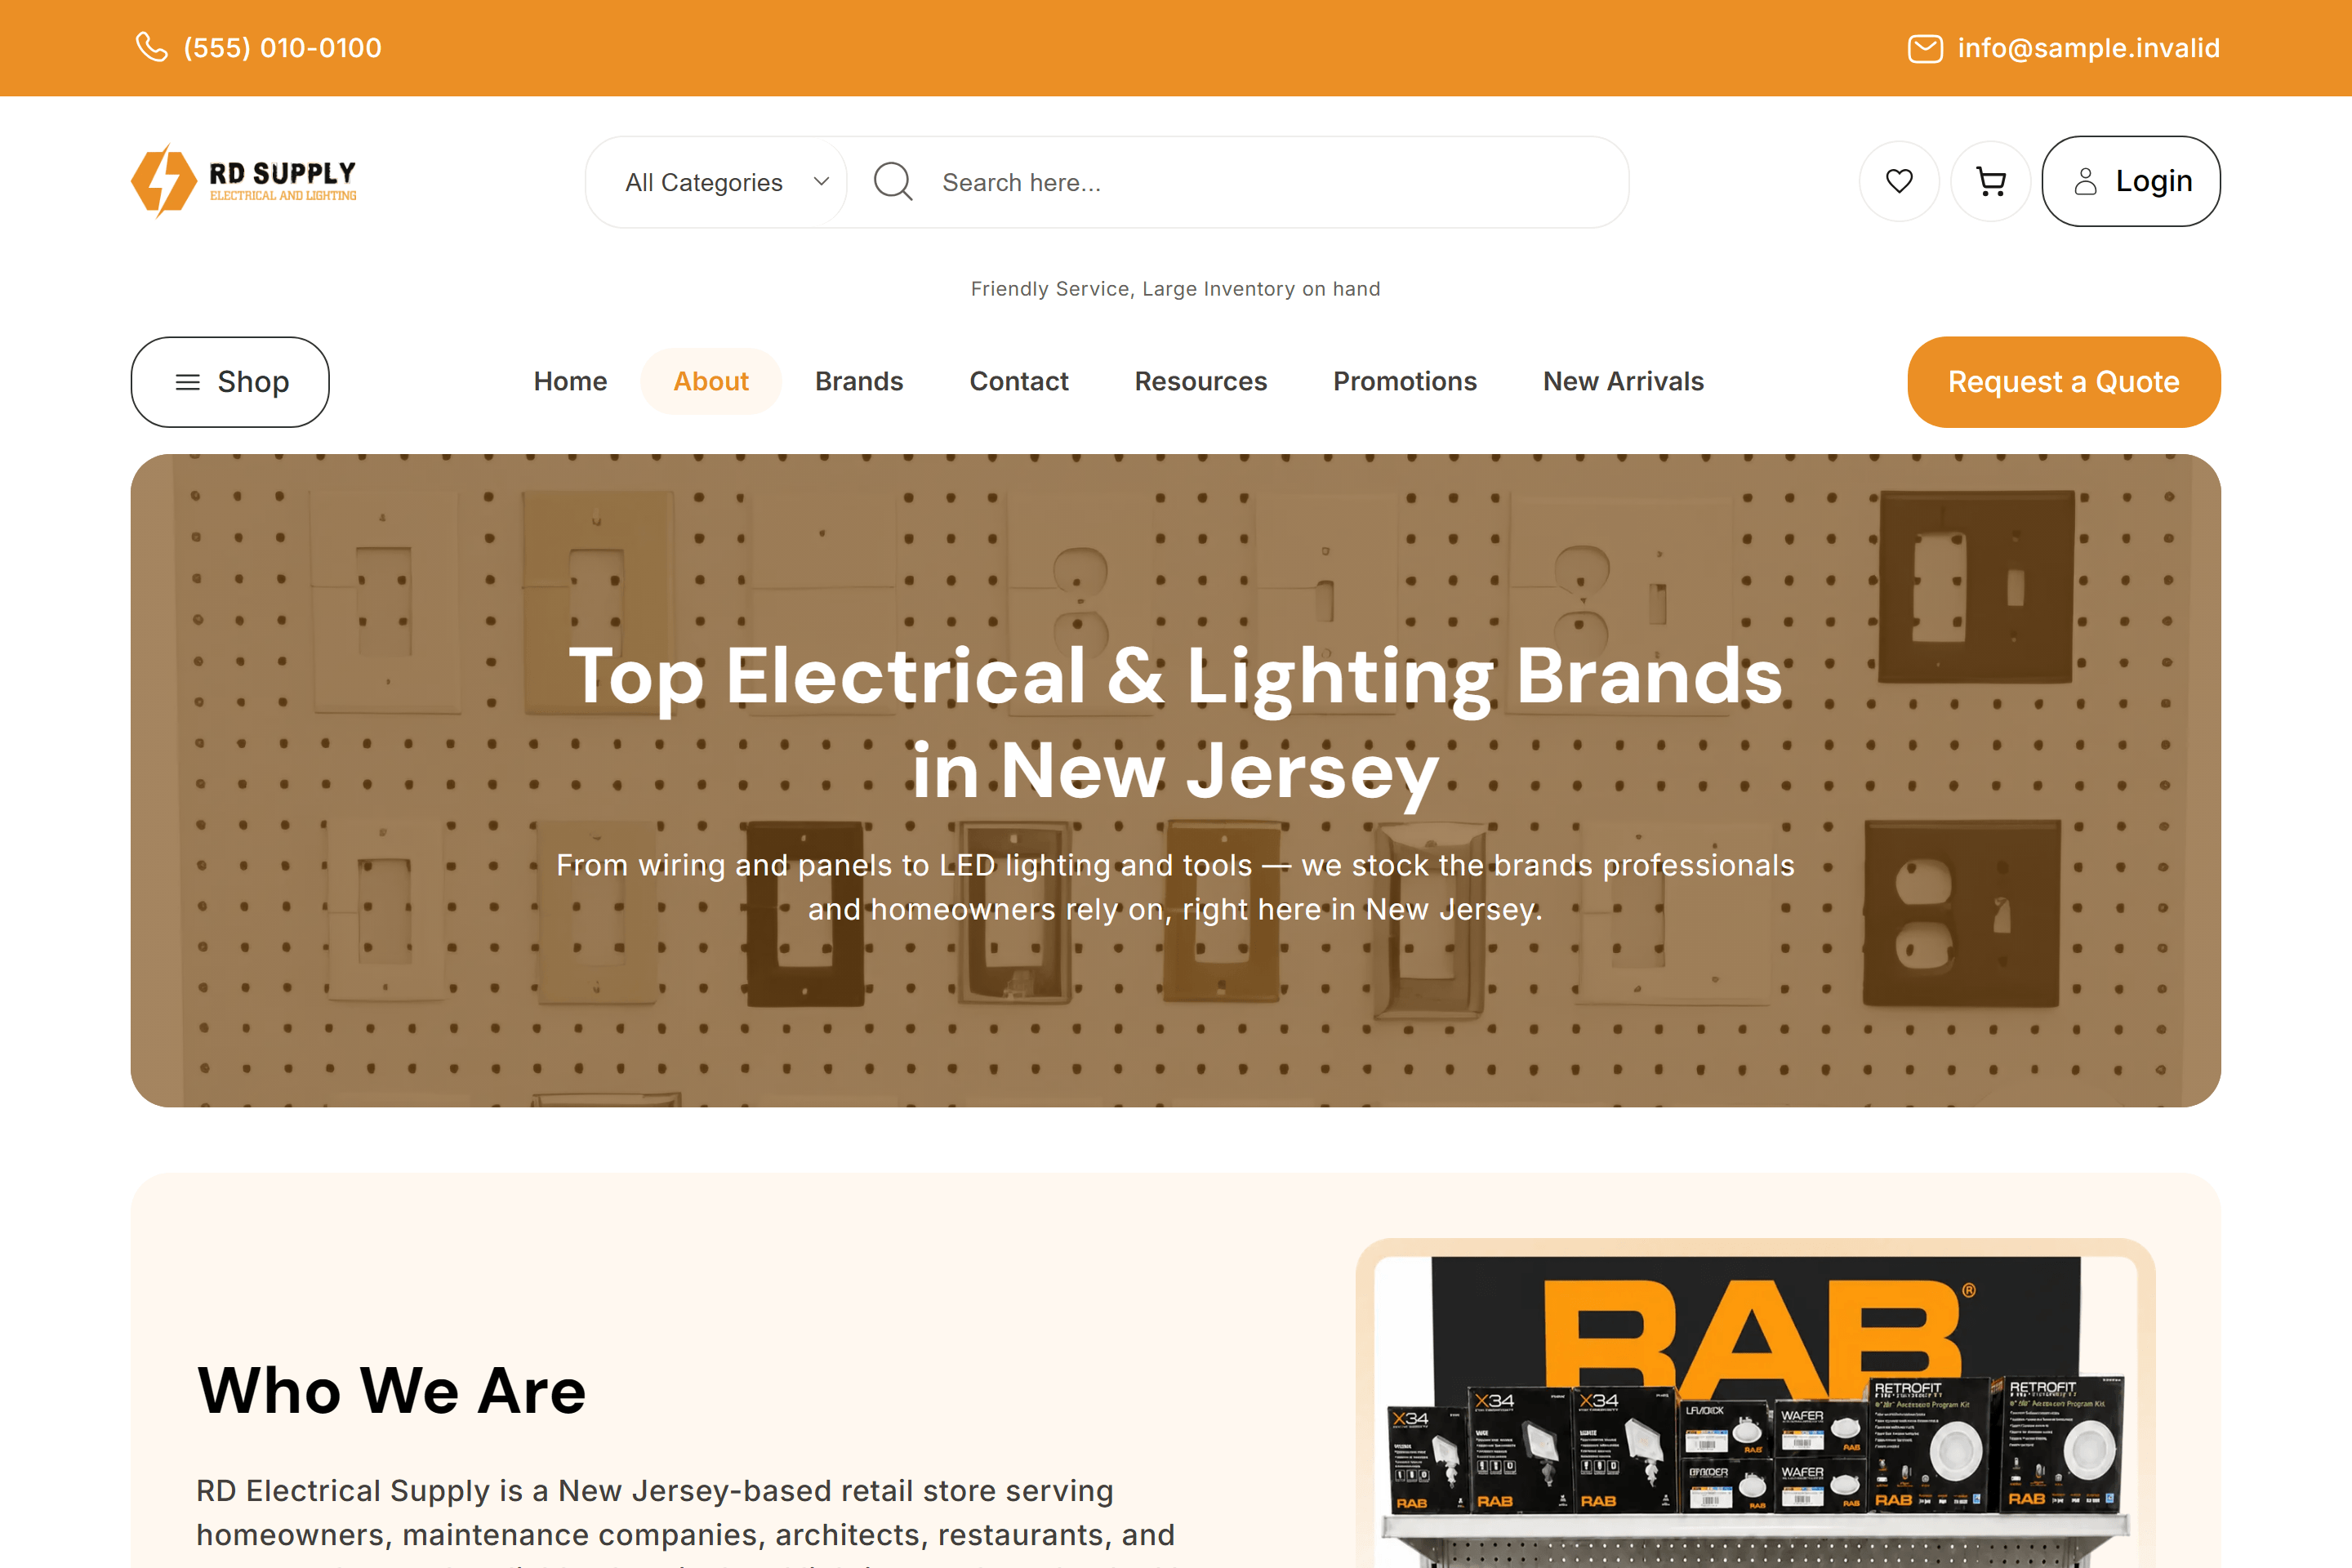 (555) 010-0100
info@sample.invalid
RD SUPPLY
ELECTRICAL AND LIGHTING
All Categories
Search here...
Login
Friendly Service, Large Inventory on hand
Shop
Home
About
Brands
Contact
Resources
Promotions
New Arrivals
Request a Quote
Top Electrical & Lighting Brands
in New Jersey
From wiring and panels to LED lighting and tools — we stock the brands professionals
and homeowners rely on, right here in New Jersey.
Who We Are
RD Electrical Supply is a New Jersey-based retail store serving
homeowners, maintenance companies, architects, restaurants, and
RAB®
X34
X34
X34
WAFER
WAFER
RETROFIT
RETROFIT
RAB
RAB
RAB
RAB
RAB
RAB
RAB
RAB
RAB